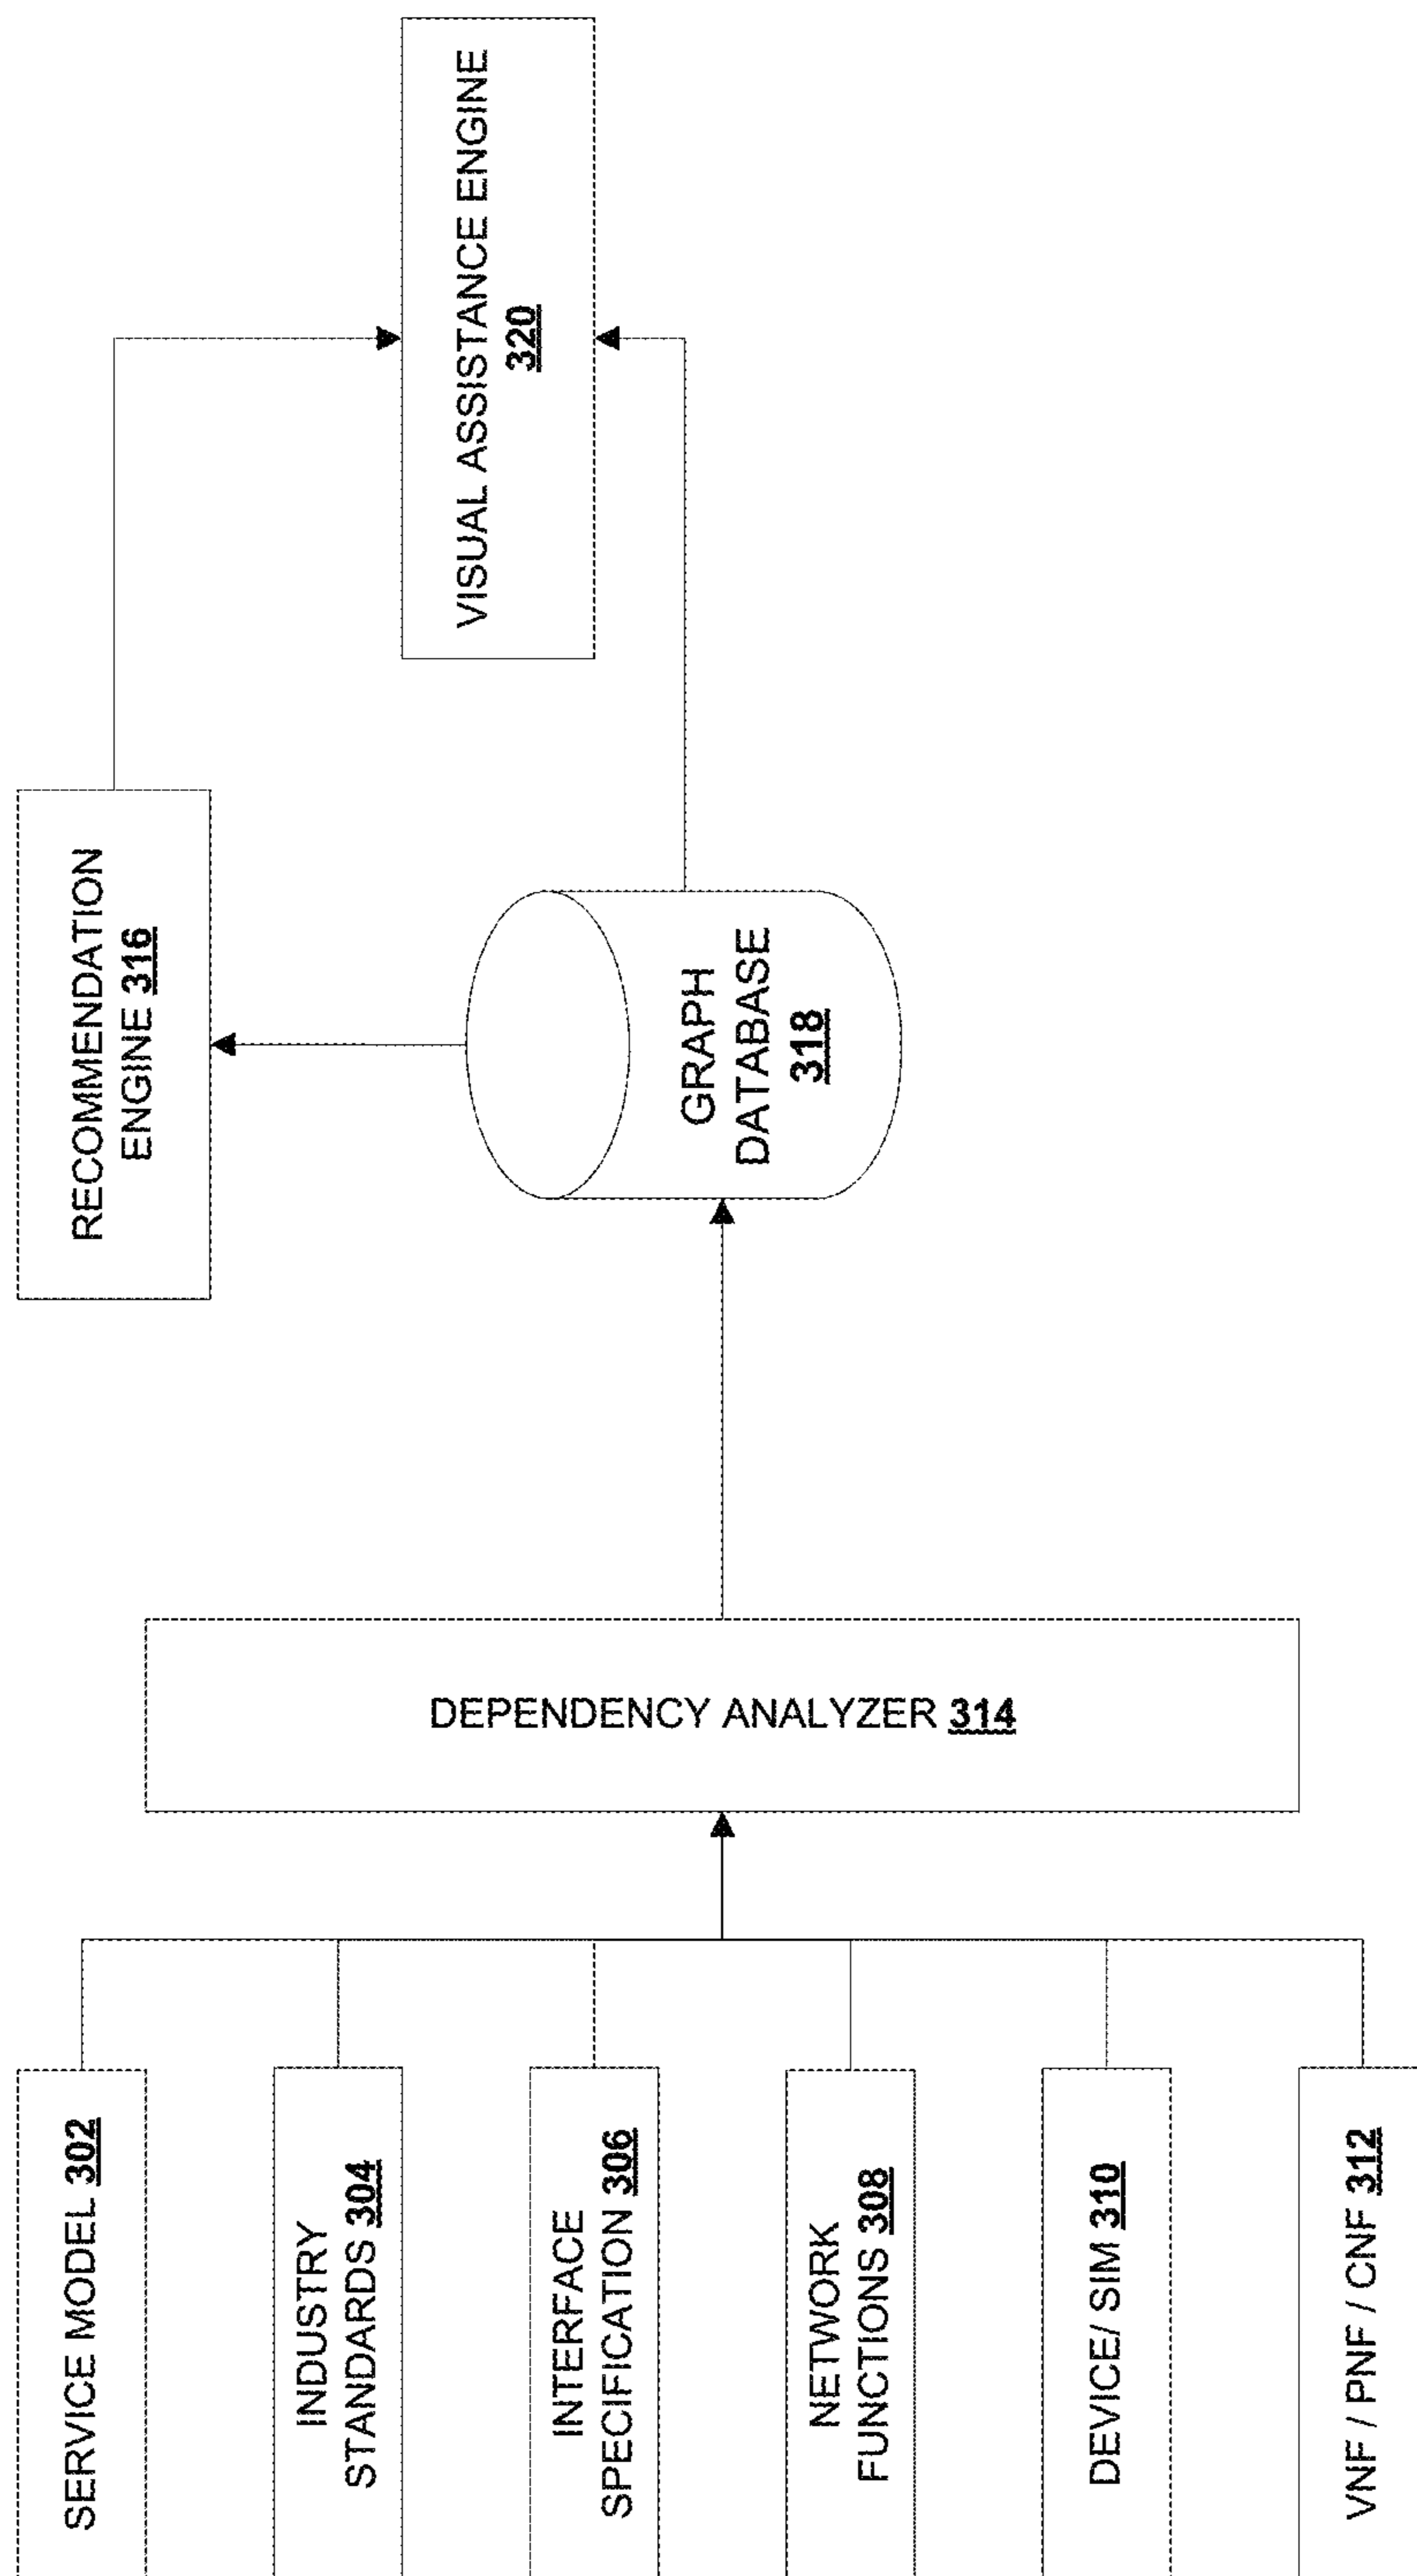 SERVICE MODEL 302
INDUSTRY
STANDARDS 304
INTERFACE
SPECIFICATION 306
NETWORK
FUNCTIONS 308
DEVICE/ SIM 310
VNF / PNF / CNF 312
DEPENDENCY ANALYZER 314
RECOMMENDATION
ENGINE 316
GRAPH
DATABASE
318
VISUAL ASSISTANCE ENGINE
320